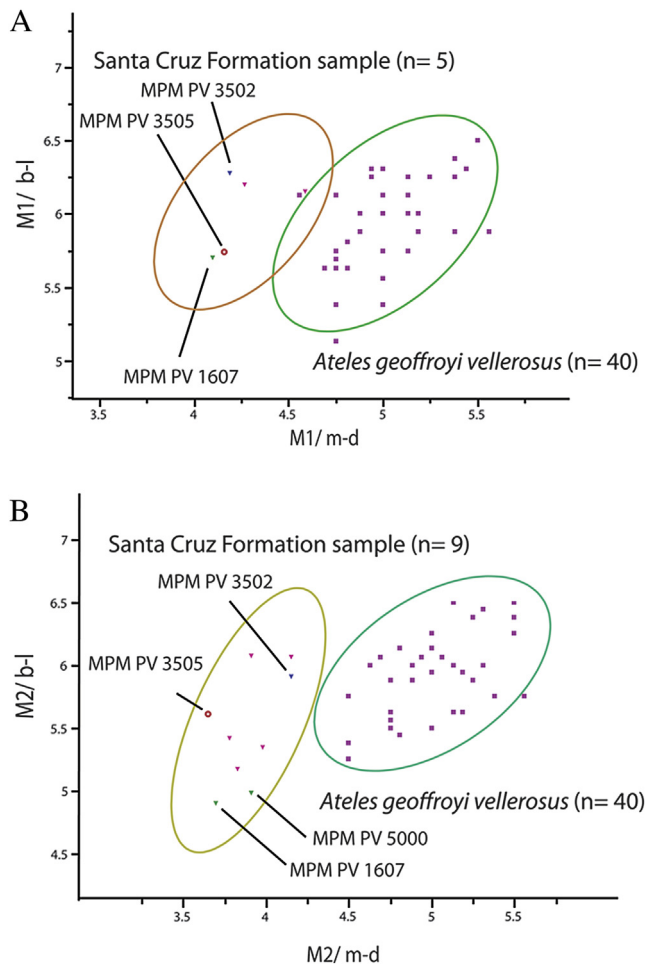 A
7
Santa Cruz Formation sample (n= 5)
MPM PV 3502
MPM PV 3505
6.5
M1/ b-l
6
5.5
MPM PV 1607
Ateles geoffroyi vellerosus (n= 40)
5
3.5 4 4.5 5 5.5
M1/ m-d
B
7
Santa Cruz Formation sample (n= 9)
MPM PV 3502
6.5
MPM PV 3505
6
M2/ b-l
5.5
5
Ateles geoffroyi vellerosus (n= 40)
MPM PV 5000
4.5
MPM PV 1607
3.5 4 4.5 5 5.5
M2/ m-d